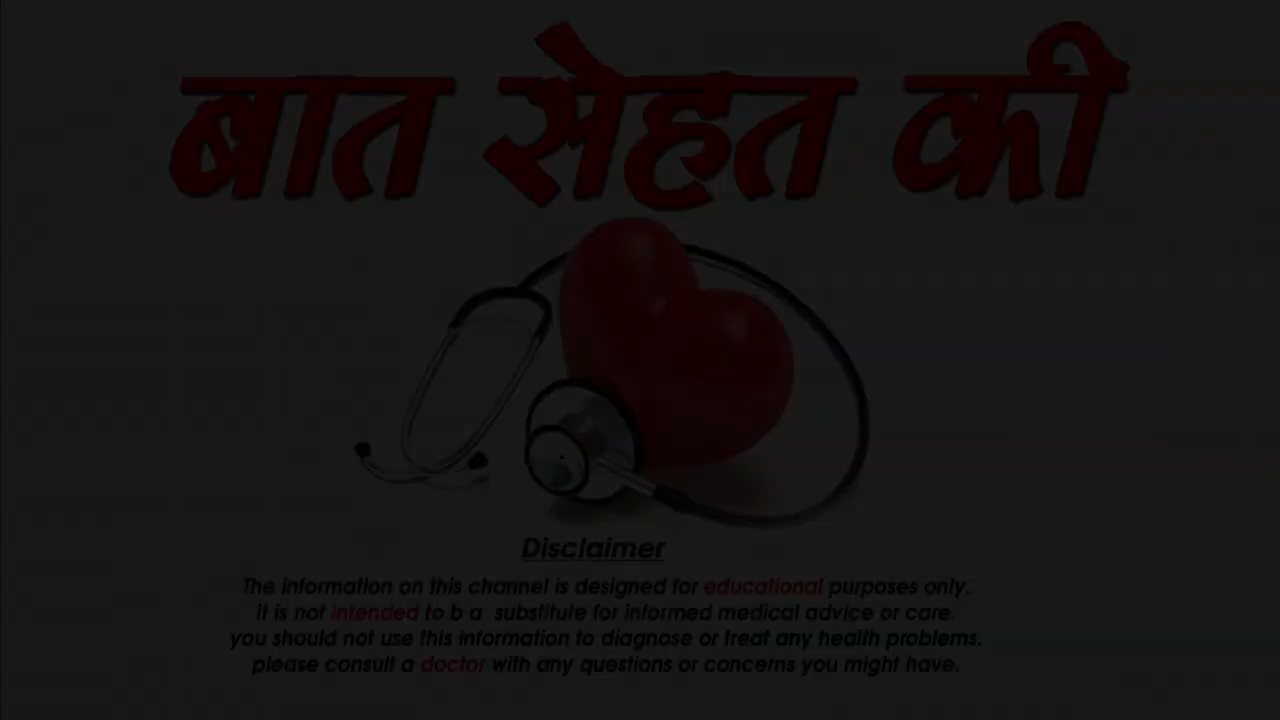 बात सेहत की
Disclaimer
The information on this channel is designed for educational purposes only.
it is not intended to b a substitute for informed medical advice or care.
you should not use this information to diagnose or treat any health problems.
please consult a doctor with any questions or concerns you might have.